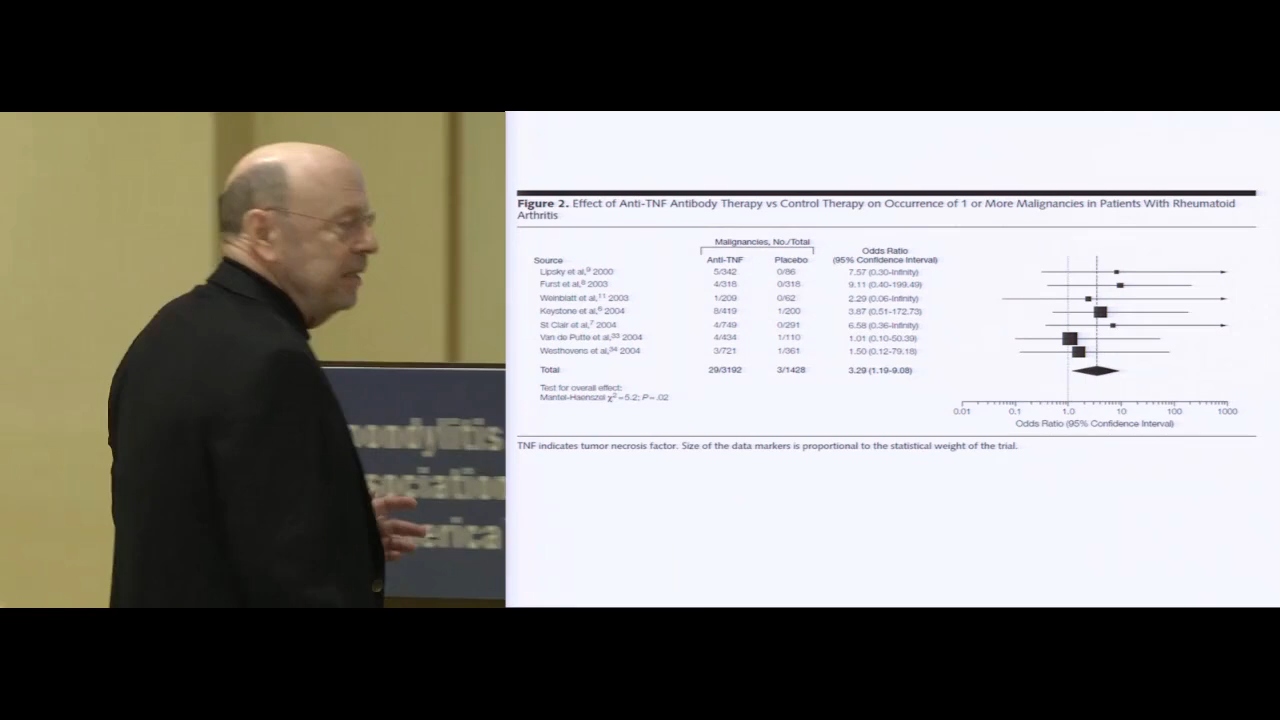 Figure 2. Effect of Anti-TNF Antibody Therapy vs Control Therapy on Occurrence of 1 or More Malignancies in Patients With Rheumatoid
Arthritis
Malignancies, No./Total
Source Anti-TNF Placebo Odds Ratio (95% Confidence Interval)
Lipsky et al,9 2000 5/342 0/86 7.57 (0.30-Infinity)
Furst et al,8 2003 4/318 0/318 9.11 (0.40-199.49)
Weinblatt et al,11 2003 1/209 0/62 2.29 (0.06-Infinity)
Keystone et al,6 2004 8/419 1/200 3.87 (0.51-172.73)
St Clair et al,7 2004 4/749 0/291 6.58 (0.36-Infinity)
Van de Putte et al,33 2004 4/434 1/110 1.01 (0.10-50.39)
Westhovens et al,34 2004 3/721 1/361 1.50 (0.12-79.18)
Total 29/3192 3/1428 3.29 (1.19-9.08)
Test for overall effect:
Mantel-Haenszel χ2=5.2; P=.02
0.01 0.1 1.0 10 100 1000
Odds Ratio (95% Confidence Interval)
TNF indicates tumor necrosis factor. Size of the data markers is proportional to the statistical weight of the trial.
pondylitis
sociation
erica